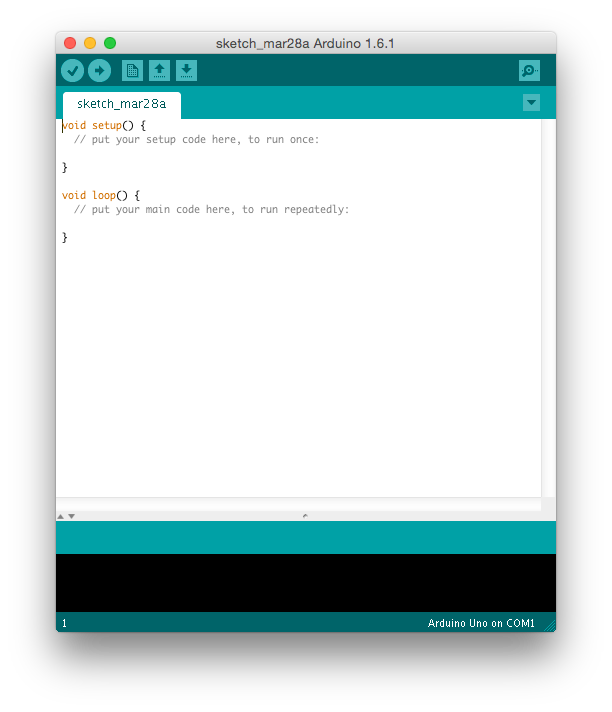 sketch_mar28a Arduino 1.6.1
sketch_mar28a
void setup() {
  // put your setup code here, to run once:
}
void loop() {
  // put your main code here, to run repeatedly:
}
1
Arduino Uno on COM1